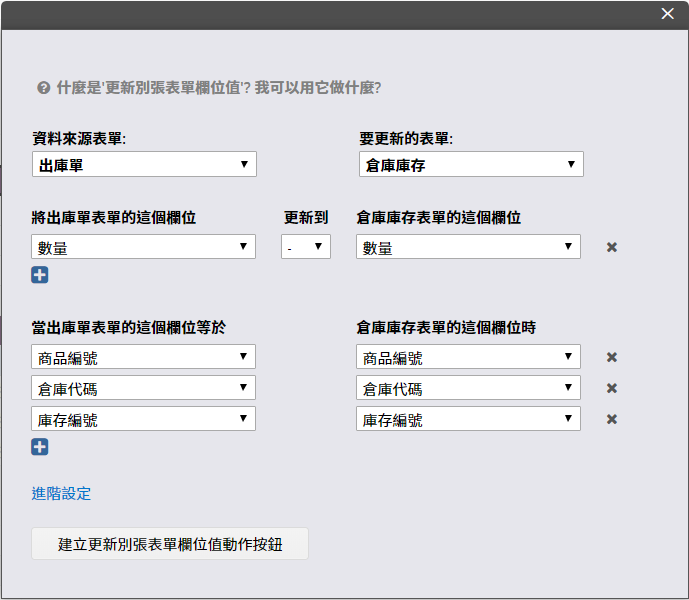 什麼是'更新別張表單欄位值'? 我可以用它做什麼?
資料來源表單: 要更新的表單:
出庫單 倉庫庫存
將出庫單表單的這個欄位 更新到 倉庫庫存表單的這個欄位
數量 - 數量
當出庫單表單的這個欄位等於 倉庫庫存表單的這個欄位時
商品編號 商品編號
倉庫代碼 倉庫代碼
庫存編號 庫存編號
進階設定
建立更新別張表單欄位值動作按鈕